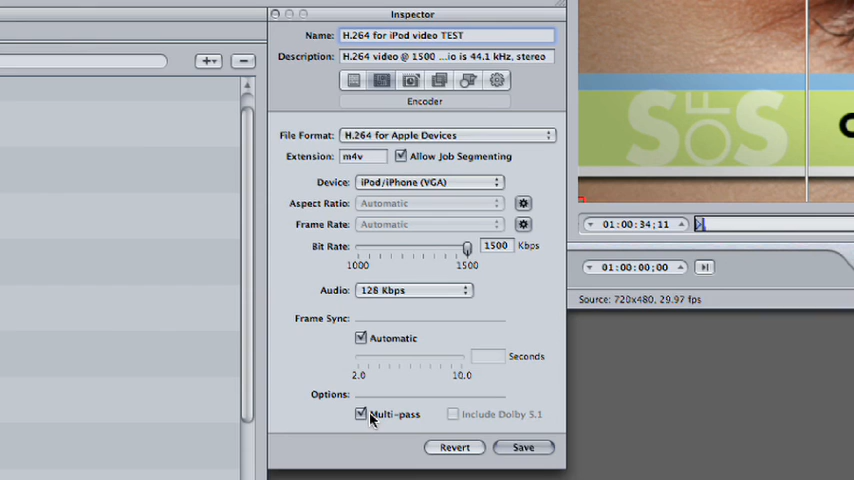 Inspector
Name: H.264 for iPod video TEST
Description: H.264 video @ 1500 ...io is 44.1 kHz, stereo
Encoder
File Format: H.264 for Apple Devices
Extension: m4v Allow Job Segmenting
Device: iPod/iPhone (VGA)
Aspect Ratio: Automatic
Frame Rate: Automatic
Bit Rate: 1500 Kbps
1000 1500
Audio: 128 Kbps
Frame Sync:
Automatic
Seconds
2.0 10.0
Options:
Multi-pass Include Dolby 5.1
Revert Save
SOFS
01:00:34;11
01:00:00;00
Source: 720x480, 29.97 fps